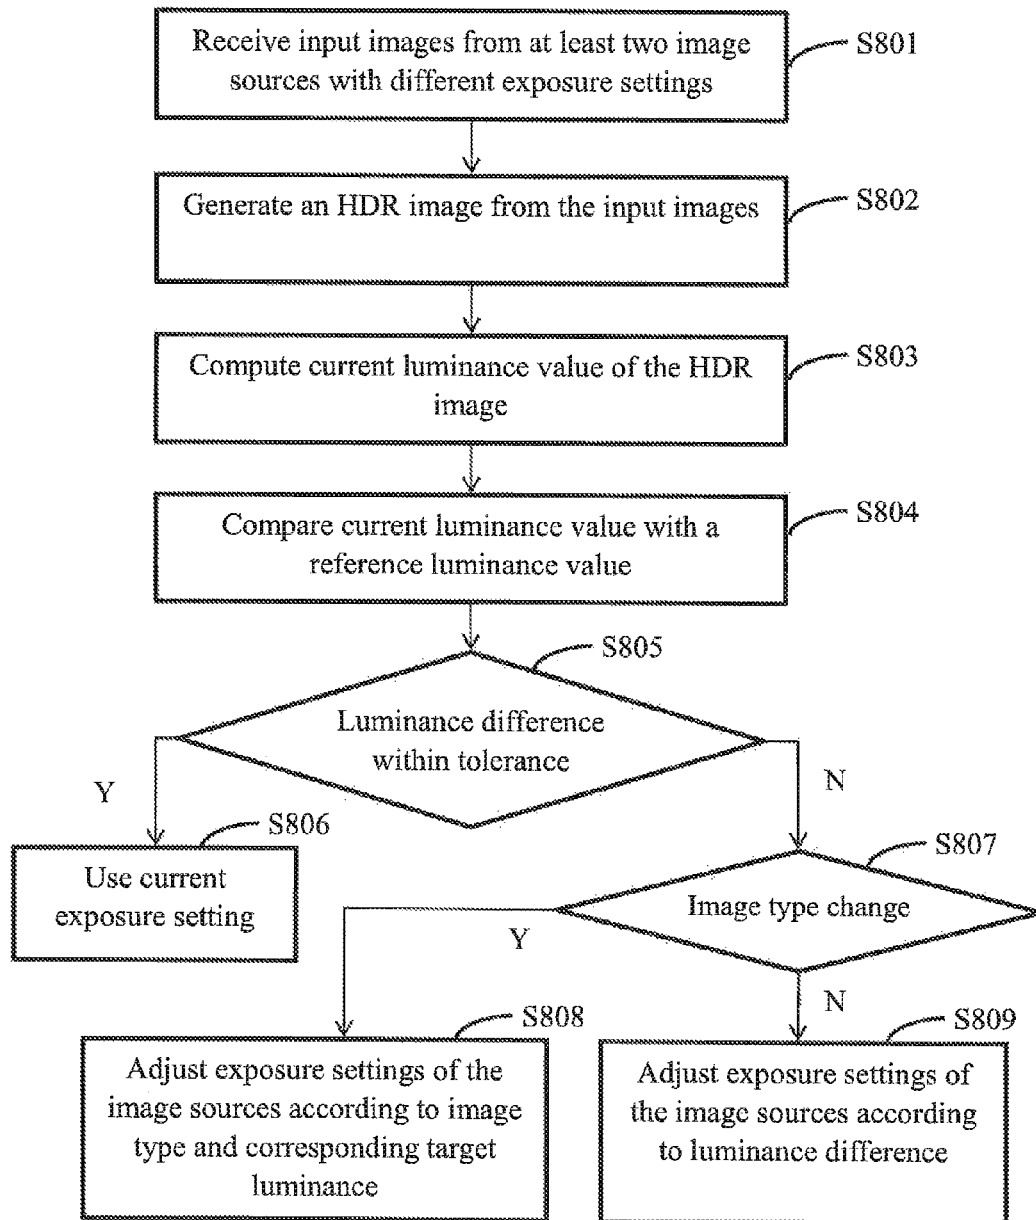 Receive input images from at least two image
sources with different exposure settings
S801
Generate an HDR image from the input images
S802
Compute current luminance value of the HDR
image
S803
Compare current luminance value with a
reference luminance value
S804
S805
Luminance difference
within tolerance
Y
N
S806
Use current
exposure setting
S807
Image type change
Y
N
S808
Adjust exposure settings of the
image sources according to image
type and corresponding target
luminance
S809
Adjust exposure settings of
the image sources according
to luminance difference